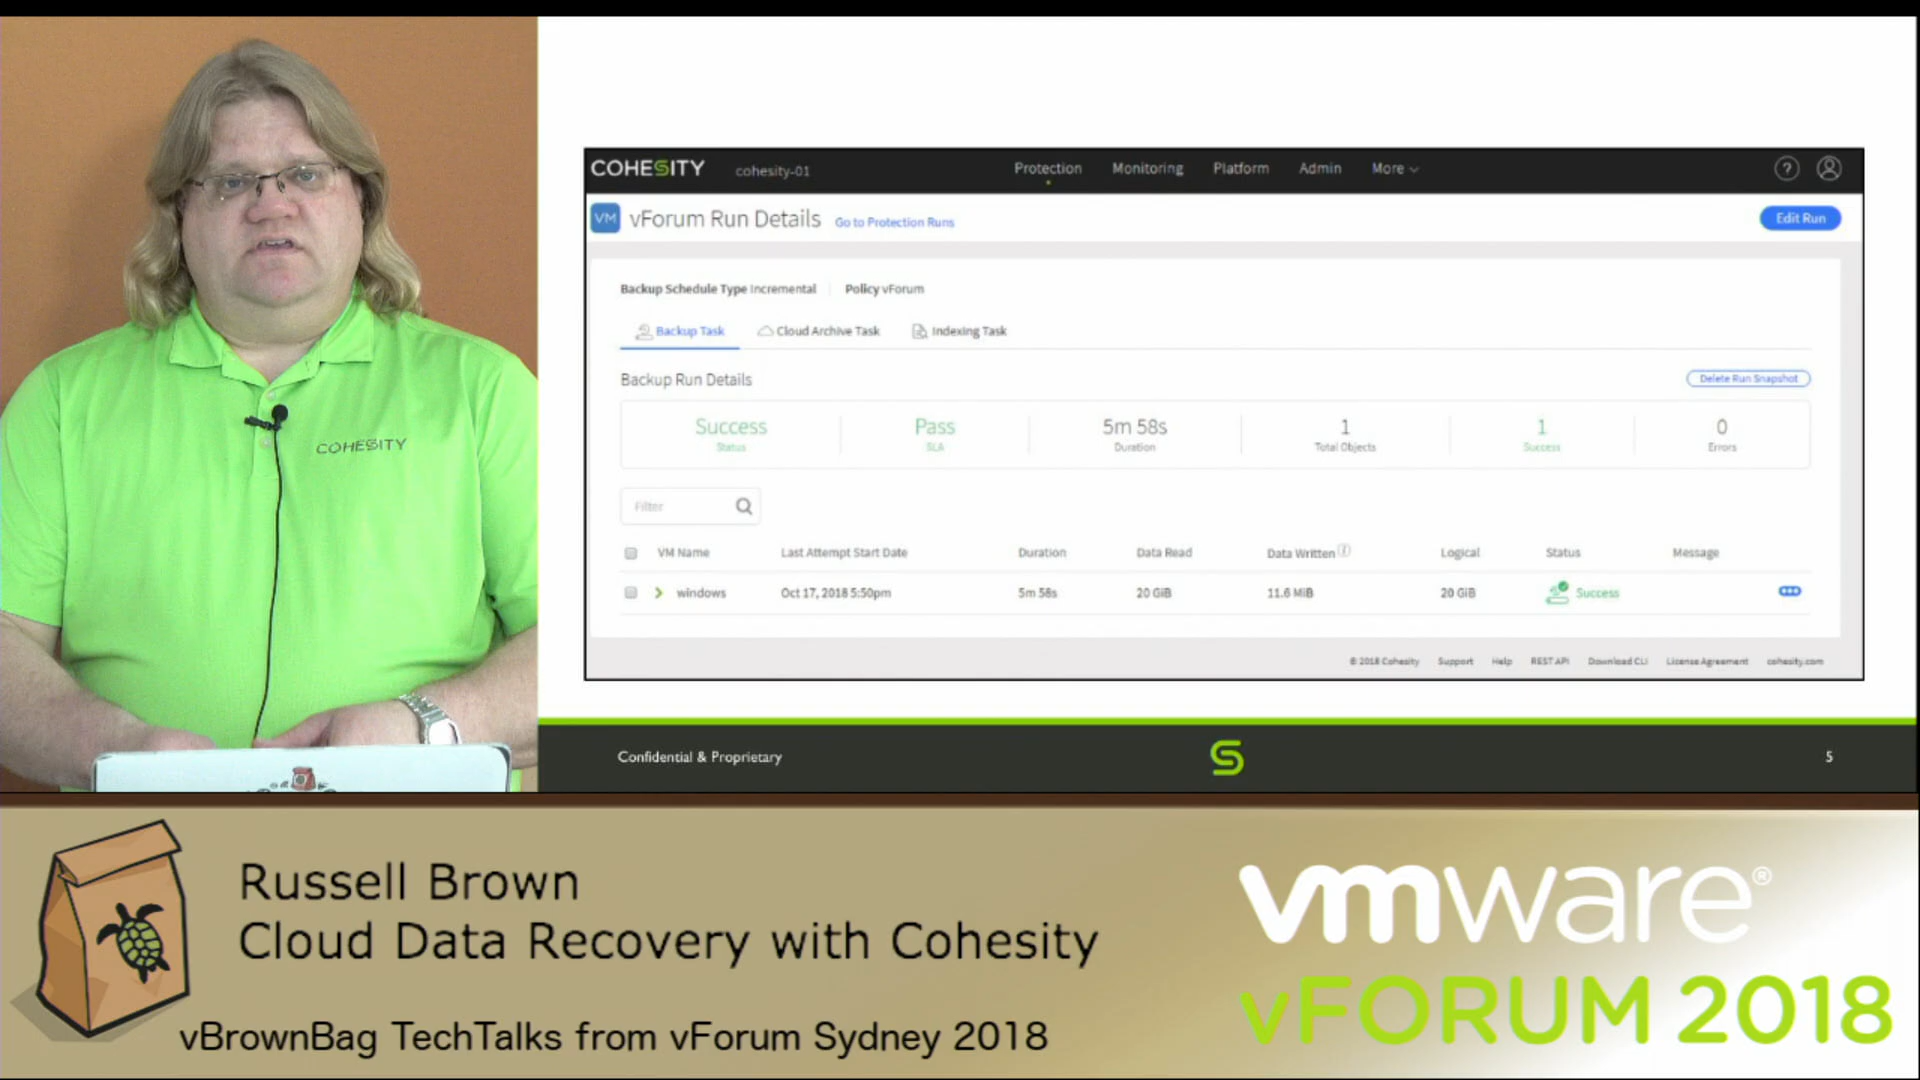 COHESITY
COHESITY cohesity-01 Protection Monitoring Platform Admin More ?
VM vForum Run Details Go to Protection Runs Edit Run
Backup Schedule Type Incremental Policy vForum
Backup Task Cloud Archive Task Indexing Task
Backup Run Details Delete Run Snapshot
Success Pass 5m 58s 1 1 0
Status SLA Duration Total Objects Success Errors
Filter
VM Name Last Attempt Start Date Duration Data Read Data Written Logical Status Message
windows Oct 17, 2018 5:50pm 5m 58s 20 GiB 11.6 MiB 20 GiB Success
© 2018 Cohesity Support Help REST API Download CLI License Agreement cohesity.com
Confidential & Proprietary S 5
Russell Brown
Cloud Data Recovery with Cohesity
vBrownBag TechTalks from vForum Sydney 2018
vmware®
vFORUM 2018